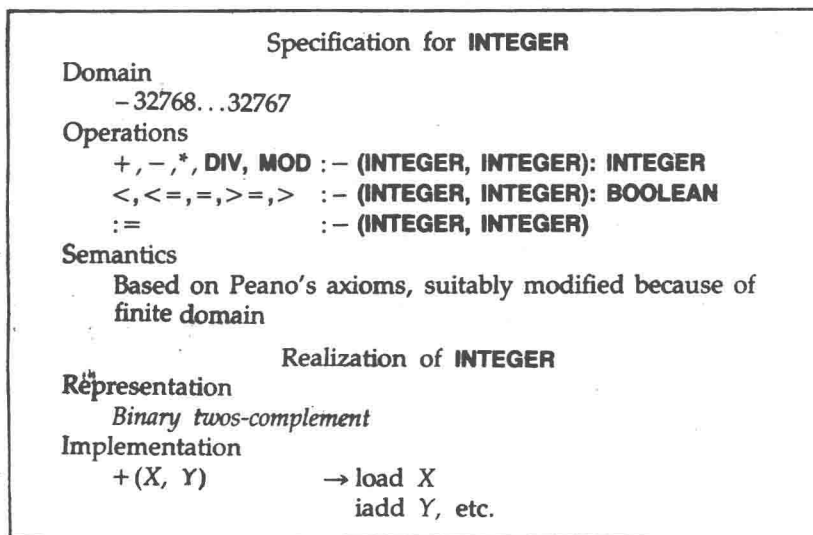 Specification for INTEGER
Domain
−32768...32767
Operations
+,−,*, DIV, MOD :− (INTEGER, INTEGER): INTEGER
<,<=,=,>=,> :− (INTEGER, INTEGER): BOOLEAN
:= :− (INTEGER, INTEGER)
Semantics
Based on Peano's axioms, suitably modified because of
finite domain
Realization of INTEGER
Representation
Binary twos-complement
Implementation
+(X, Y) → load X
iadd Y, etc.